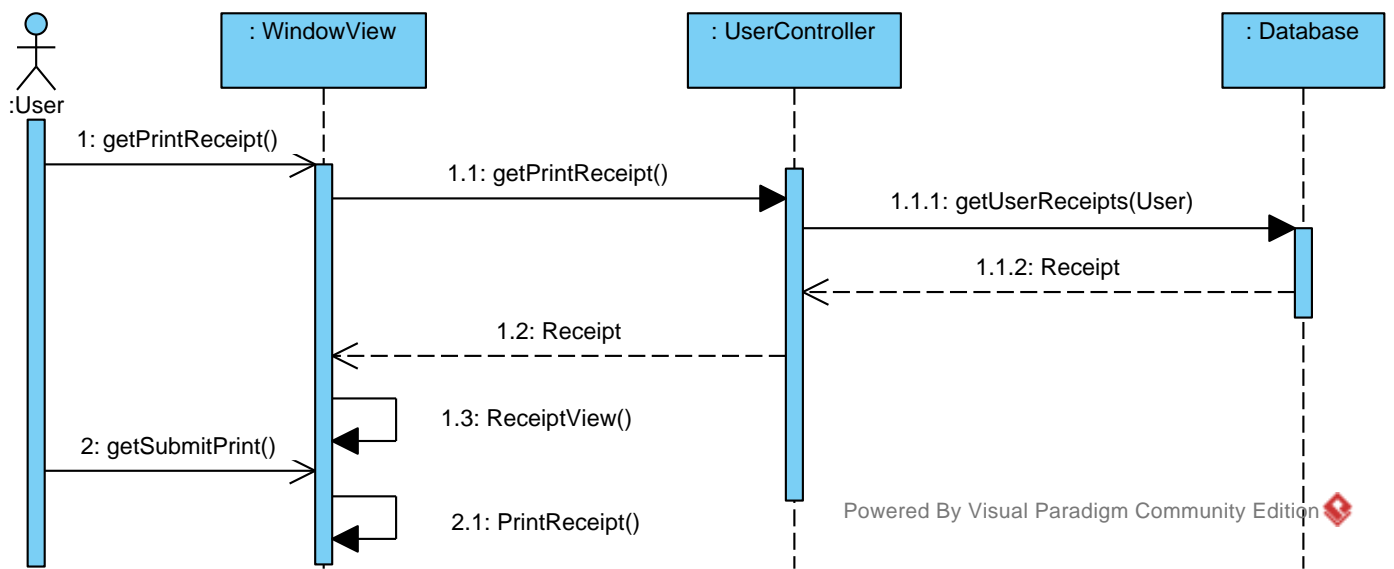 : WindowView
: UserController
: Database
:User
1: getPrintReceipt()
1.1: getPrintReceipt()
1.1.1: getUserReceipts(User)
1.1.2: Receipt
1.2: Receipt
1.3: ReceiptView()
2: getSubmitPrint()
2.1: PrintReceipt()
Powered By Visual Paradigm Community Edition